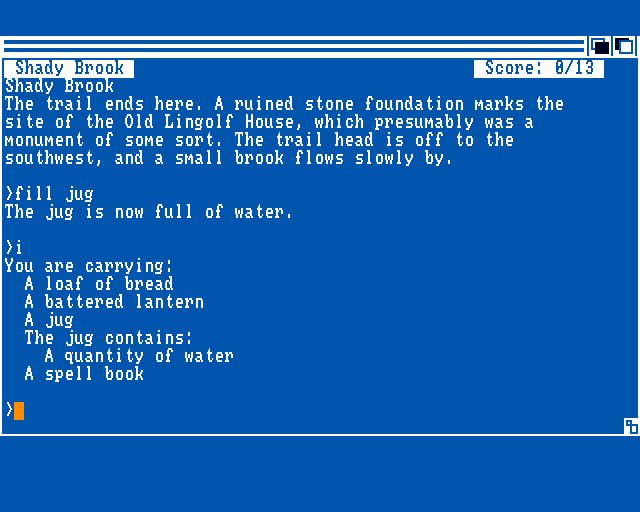 Shady Brook Score: 0/13
Shady Brook
The trail ends here. A ruined stone foundation marks the
site of the Old Lingolf House, which presumably was a
monument of some sort. The trail head is off to the
southwest, and a small brook flows slowly by.
>fill jug
The jug is now full of water.
>i
You are carrying:
A loaf of bread
A battered lantern
A jug
The jug contains:
A quantity of water
A spell book
>